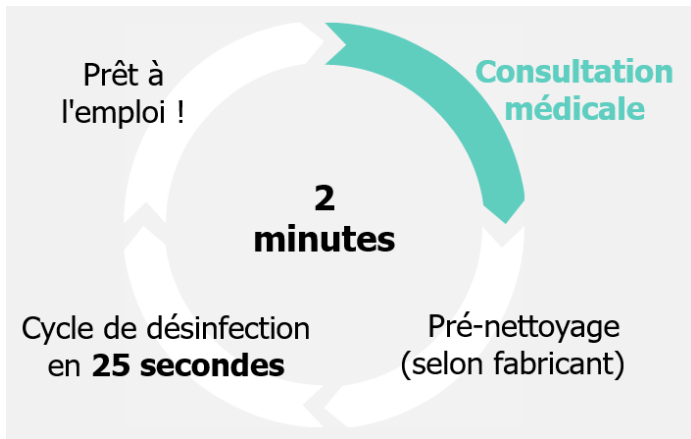 Prêt à
l'emploi !
Consultation
médicale
2
minutes
Cycle de désinfection
en 25 secondes
Pré-nettoyage
(selon fabricant)